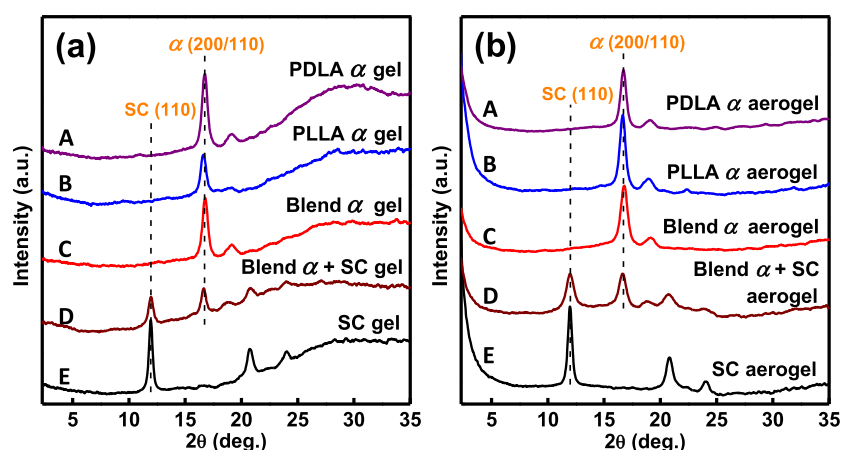 (a)
α (200/110)
PDLA α gel
SC (110)
A
PLLA α gel
B
Blend α gel
C
Blend α + SC gel
D
SC gel
E
Intensity (a.u.)
5 10 15 20 25 30 35
2θ (deg.)
(b)
α (200/110)
SC (110)
A
PDLA α aerogel
B
PLLA α aerogel
C
Blend α aerogel
Blend α + SC
aerogel
D
E
SC aerogel
Intensity (a.u.)
5 10 15 20 25 30 35
2θ (deg.)